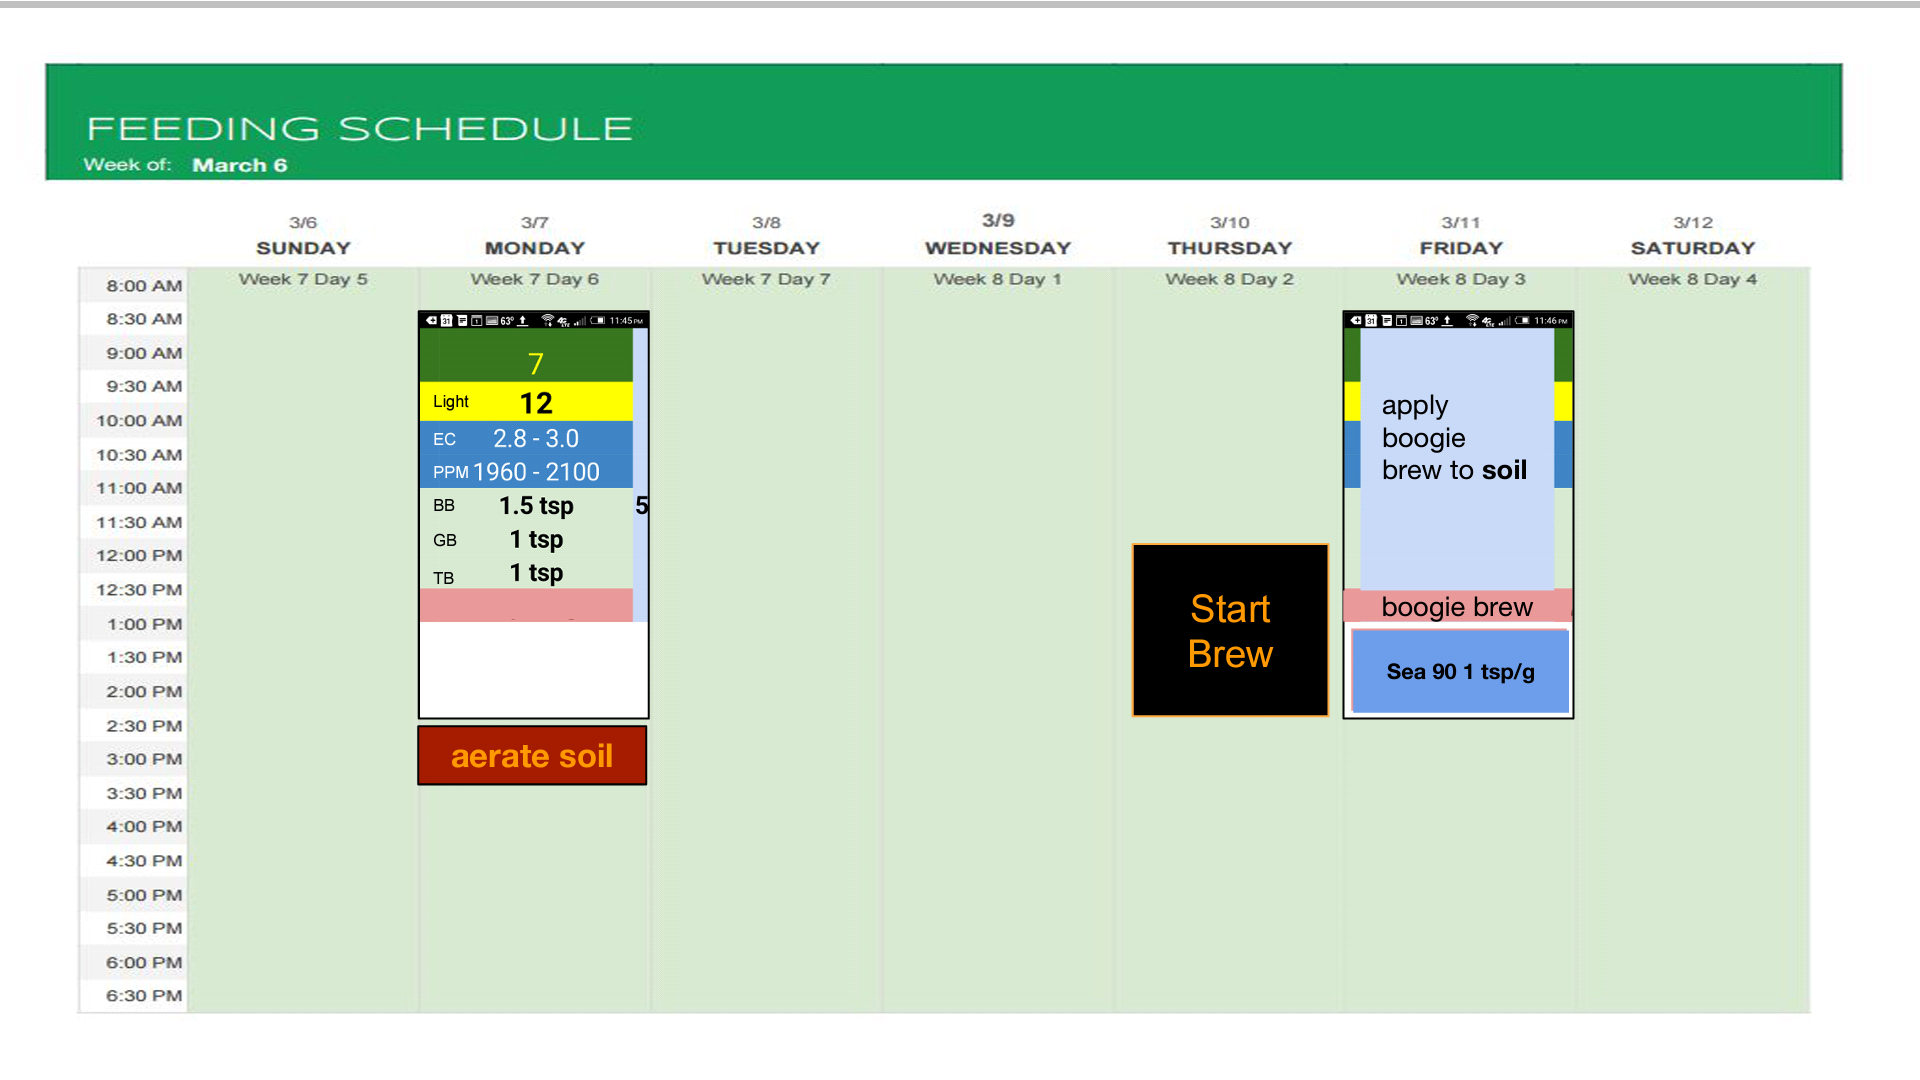 FEEDING SCHEDULE
Week of: March 6
3/6 3/7 3/8 3/9 3/10 3/11 3/12
SUNDAY MONDAY TUESDAY WEDNESDAY THURSDAY FRIDAY SATURDAY
Week 7 Day 5 Week 7 Day 6 Week 7 Day 7 Week 8 Day 1 Week 8 Day 2 Week 8 Day 3 Week 8 Day 4
8:00 AM
8:30 AM
9:00 AM
9:30 AM
10:00 AM
10:30 AM
11:00 AM
11:30 AM
12:00 PM
12:30 PM
1:00 PM
1:30 PM
2:00 PM
2:30 PM
3:00 PM
3:30 PM
4:00 PM
4:30 PM
5:00 PM
5:30 PM
6:00 PM
6:30 PM
31 1 63° 4G LTE 11:45 PM
7
Light 12
EC 2.8 - 3.0
PPM 1960 - 2100
BB 1.5 tsp 5
GB 1 tsp
TB 1 tsp
aerate soil
Start
Brew
31 1 63° 4G LTE 11:46 PM
apply
boogie
brew to soil
boogie brew
Sea 90 1 tsp/g